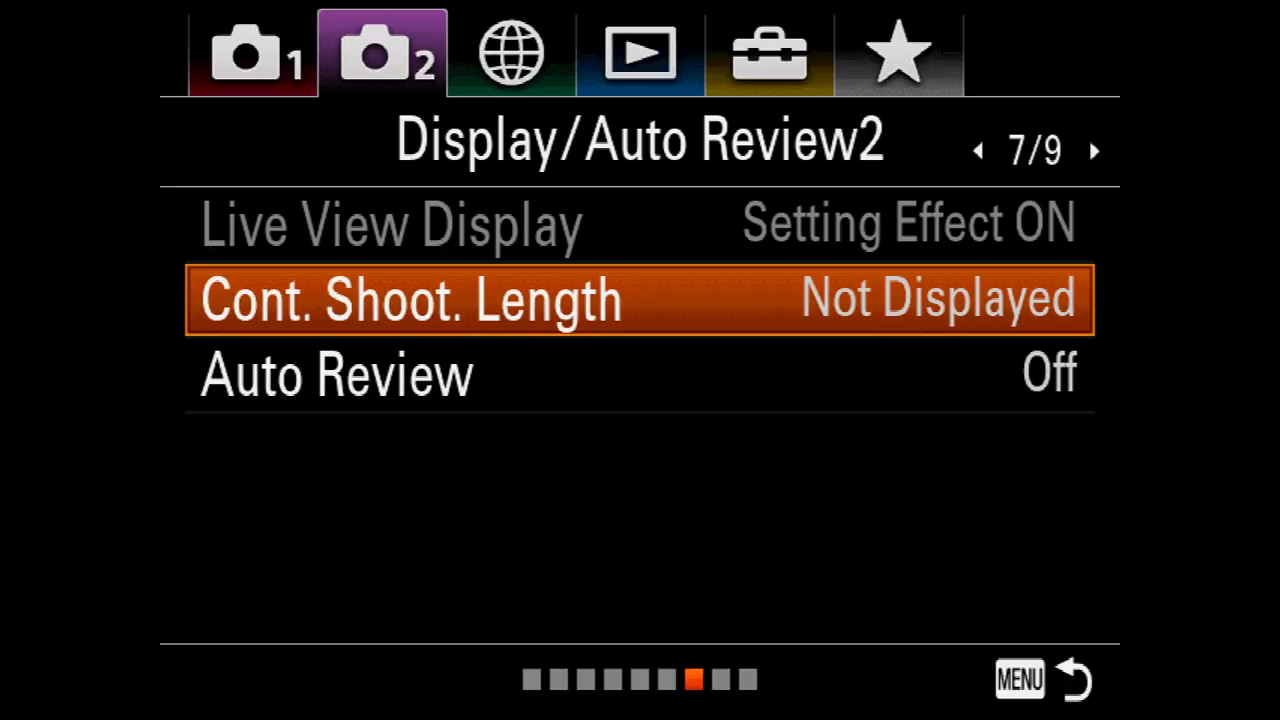 1 2
Display/Auto Review2 7/9
Live View Display Setting Effect ON
Cont. Shoot. Length Not Displayed
Auto Review Off
MENU